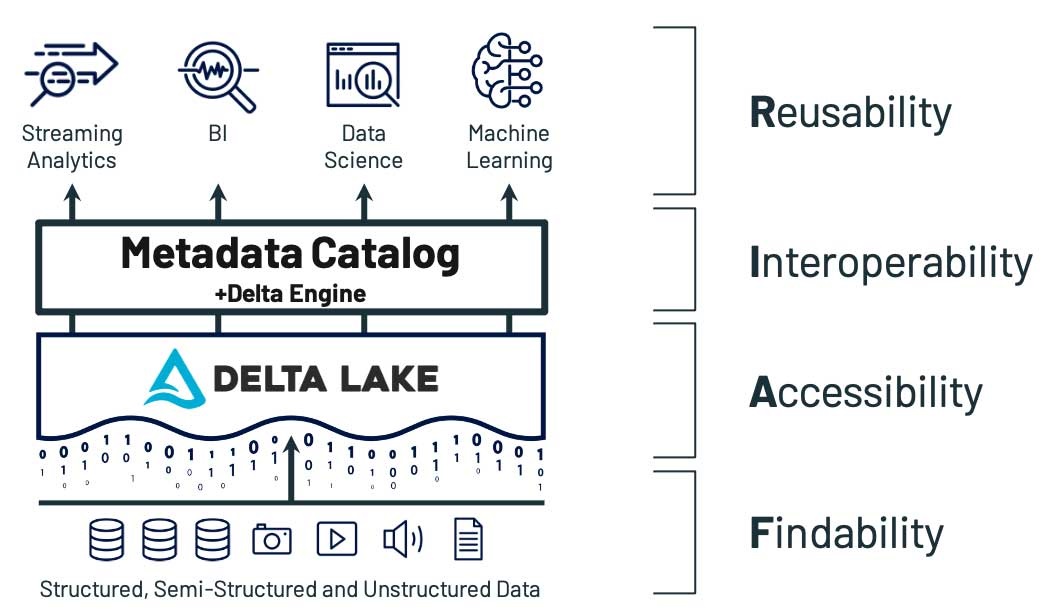 Streaming
Analytics
BI
Data
Science
Machine
Learning
Reusability
Metadata Catalog
+Delta Engine
Interoperability
DELTA LAKE
Accessibility
Findability
Structured, Semi-Structured and Unstructured Data